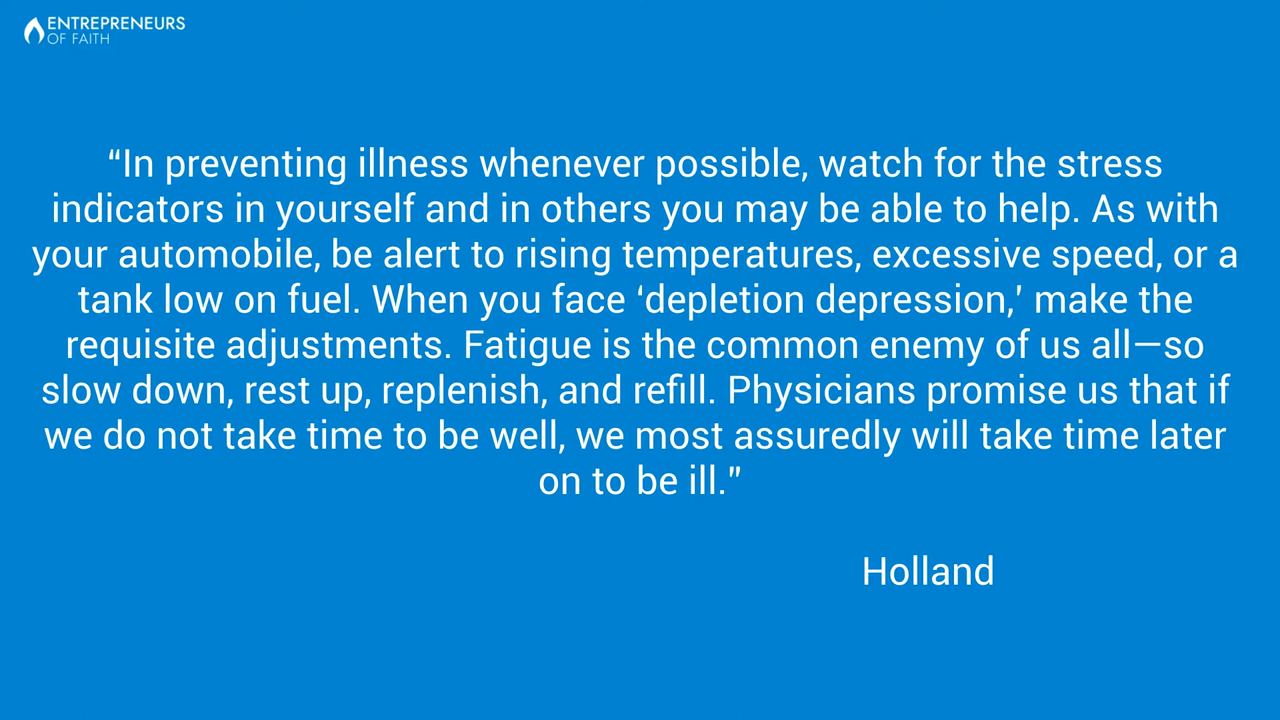 ENTREPRENEURS
OF FAITH
“In preventing illness whenever possible, watch for the stress
indicators in yourself and in others you may be able to help. As with
your automobile, be alert to rising temperatures, excessive speed, or a
tank low on fuel. When you face ‘depletion depression,’ make the
requisite adjustments. Fatigue is the common enemy of us all—so
slow down, rest up, replenish, and refill. Physicians promise us that if
we do not take time to be well, we most assuredly will take time later
on to be ill.”
Holland